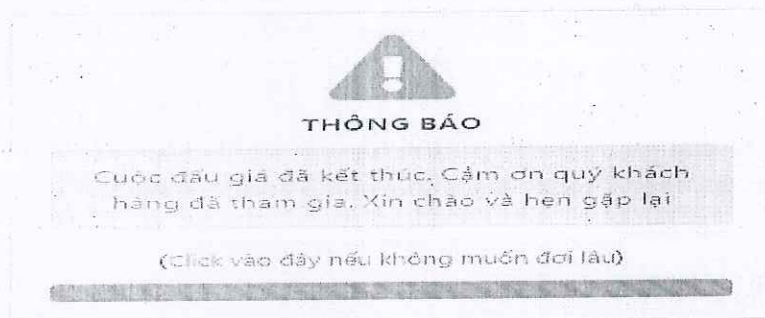 THÔNG BÁO
Cuộc đấu giá đã kết thúc. Cảm ơn quý khách
hàng đã tham gia. Xin chào và hẹn gặp lại
(Click vào đây nếu không muốn đợi lâu)